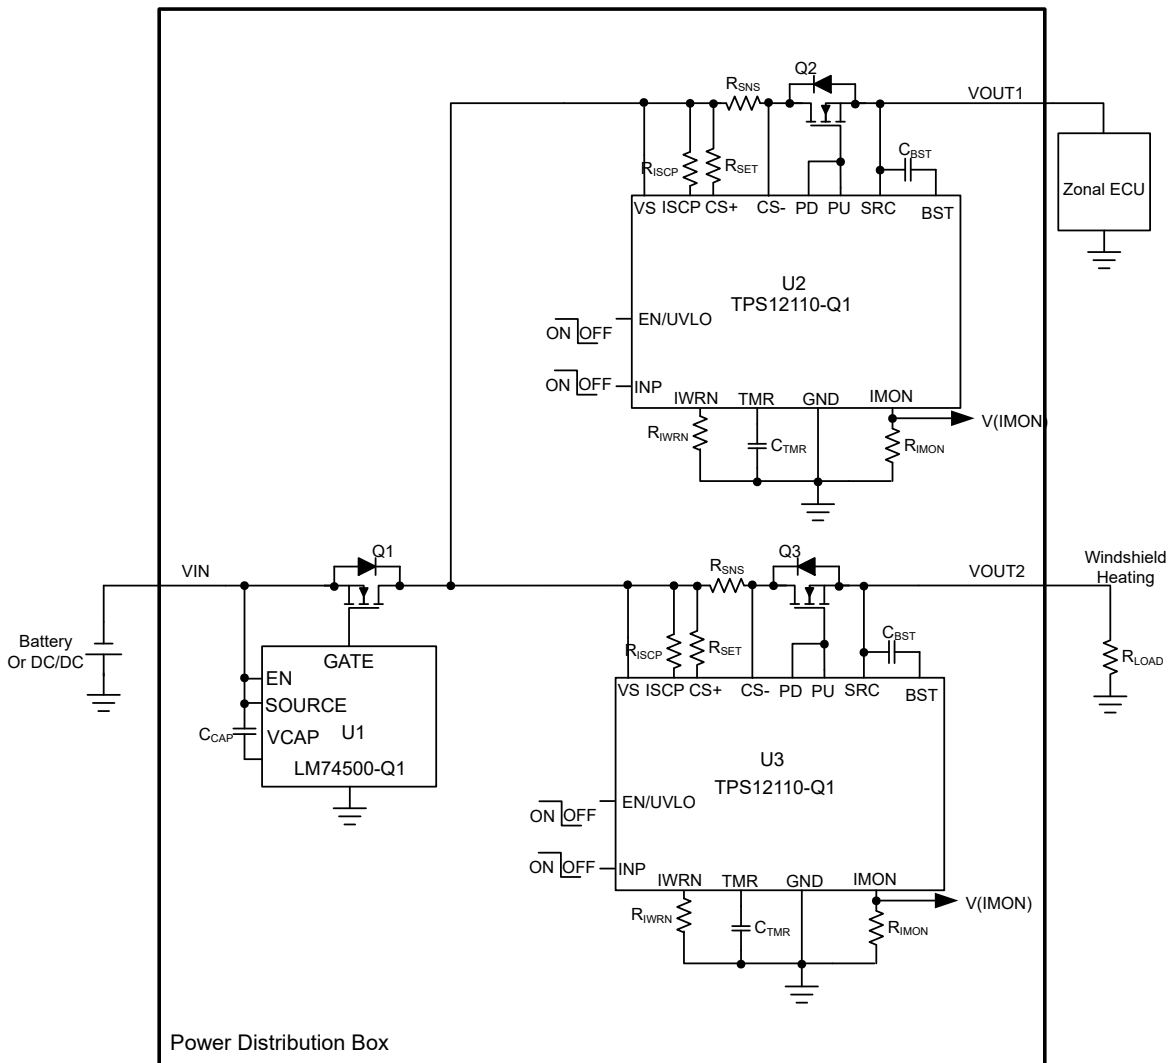 Q2
RSNS
VOUT1
CBST
RISCP
RSET
Zonal ECU
VS
ISCP
CS+
CS-
PD
PU
SRC
BST
U2
TPS12110-Q1
EN/UVLO
ON
OFF
ON
OFF
INP
IWRN
TMR
GND
IMON
V(IMON)
RIWRN
CTMR
RIMON
VIN
Q1
RSNS
Q3
VOUT2
Windshield
Heating
Battery
Or DC/DC
GATE
EN
SOURCE
CCAP
VCAP
U1
LM74500-Q1
RISCP
RSET
CBST
RLOAD
VS
ISCP
CS+
CS-
PD
PU
SRC
BST
U3
TPS12110-Q1
EN/UVLO
ON
OFF
ON
OFF
INP
IWRN
TMR
GND
IMON
V(IMON)
RIWRN
CTMR
RIMON
Power Distribution Box